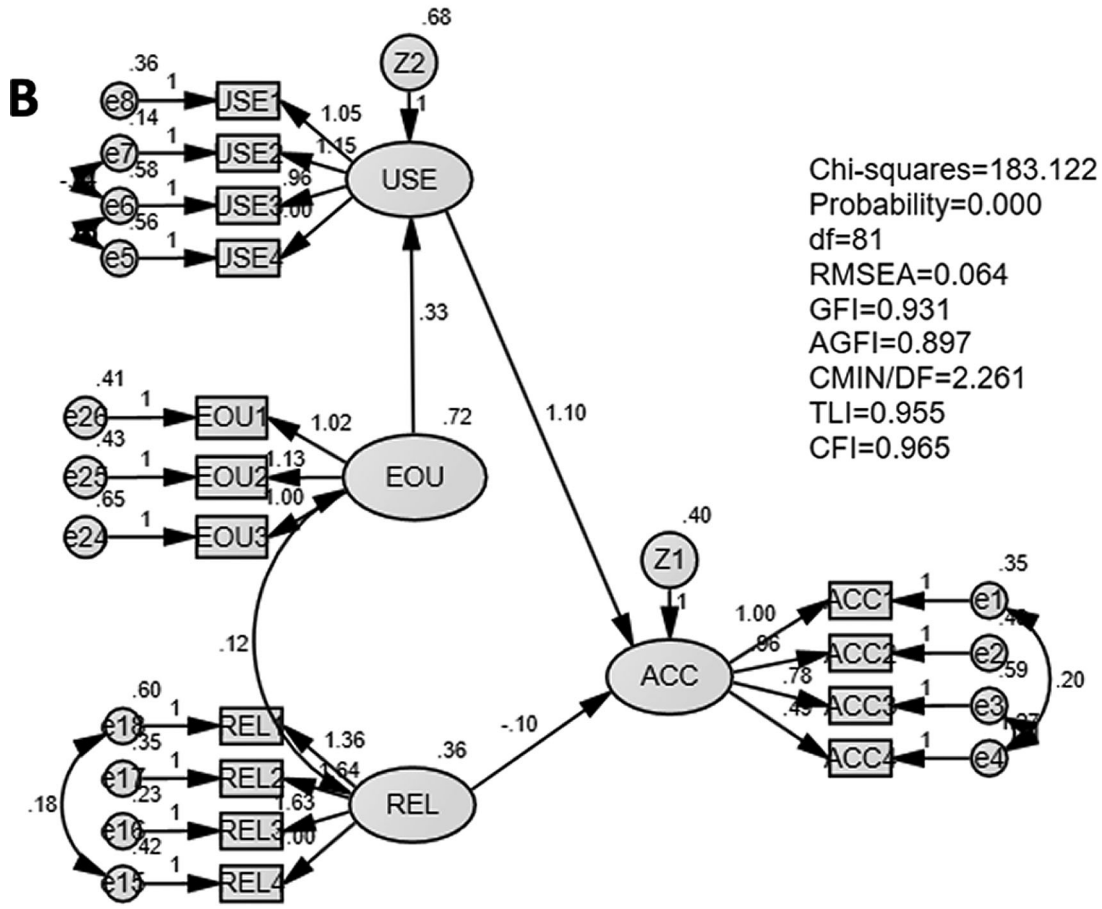 B
.68
Z2
1
.36
e8
1
JSE1
1.05
.14
e7
1
JSE2
1.15
.58
e6
1
JSE3
.96
.56
e5
1
JSE4
USE
.33
1.10
.41
e26
1
EOU1
1.02
.43
e25
1
EOU2
1.13
.65
e24
1
EOU3
1.00
EOU
.72
.12
.60
e18
1
REL
1.36
.35
e17
1
REL2
.23
e16
1
REL3
1.63
.42
e15
1
REL4
.18
REL
.36
-.10
.40
Z1
1
ACC
1.00
ACC1
1
e1
.35
.96
ACC2
1
e2
.78
ACC3
1
e3
.59
ACC4
1
e4
.20
Chi-squares=183.122
Probability=0.000
df=81
RMSEA=0.064
GFI=0.931
AGFI=0.897
CMIN/DF=2.261
TLI=0.955
CFI=0.965